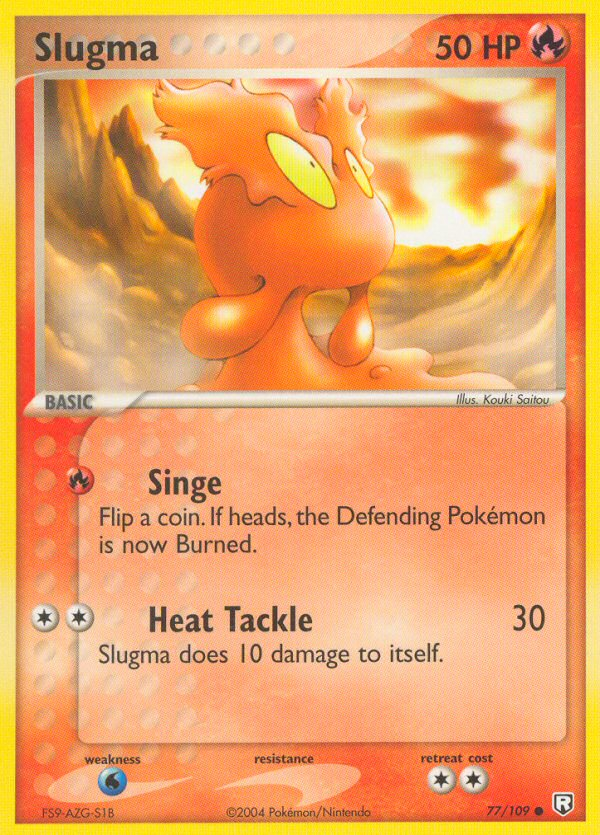 Slugma
50 HP
BASIC
Illus. Kouki Saitou
Singe
Flip a coin. If heads, the Defending Pokémon
is now Burned.
Heat Tackle 30
Slugma does 10 damage to itself.
weakness resistance retreat cost
FS9-AZG-S1B ©2004 Pokémon/Nintendo 77/109 R